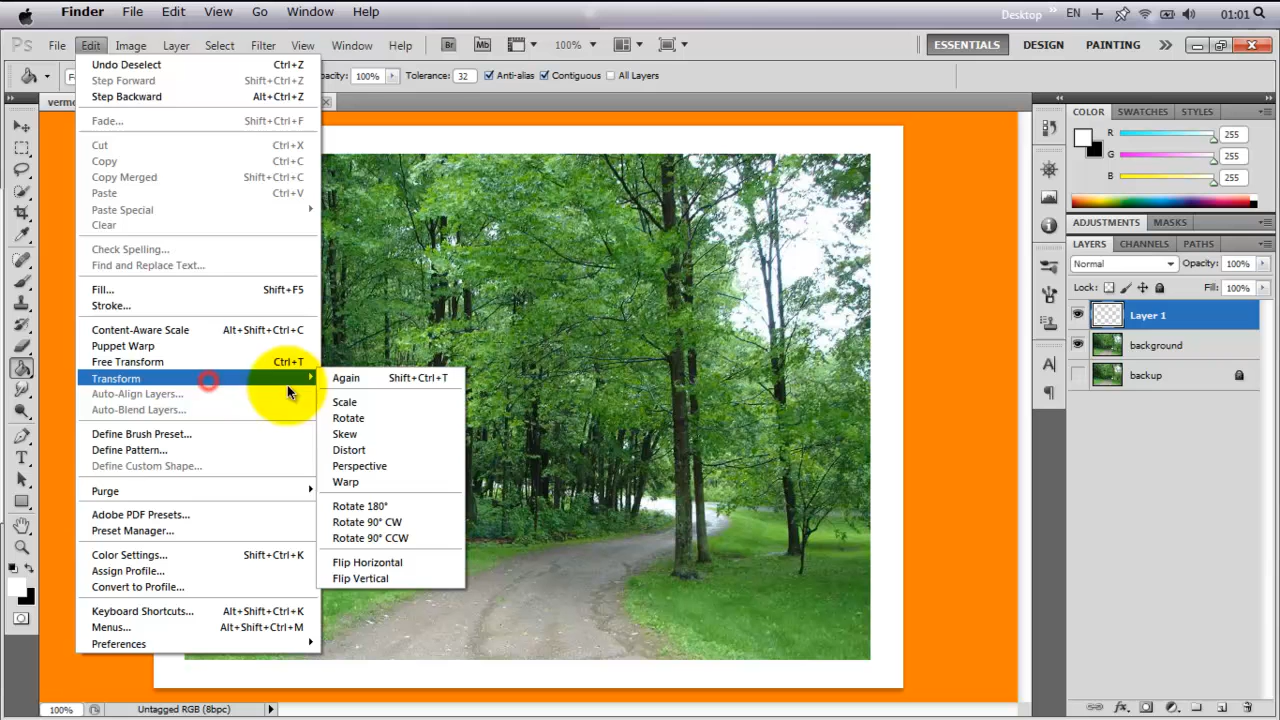 Finder File Edit View Go Window Help Desktop EN 01:01
Ps File Edit Image Layer Select Filter View Window Help Br Mb 100% ESSENTIALS DESIGN PAINTING
pacity: 100% Tolerance: 32 Anti-alias Contiguous All Layers
Undo Deselect Ctrl+Z
Step Forward Shift+Ctrl+Z
Step Backward Alt+Ctrl+Z
Fade... Shift+Ctrl+F
Cut Ctrl+X
Copy Ctrl+C
Copy Merged Shift+Ctrl+C
Paste Ctrl+V
Paste Special
Clear
Check Spelling...
Find and Replace Text...
Fill... Shift+F5
Stroke...
Content-Aware Scale Alt+Shift+Ctrl+C
Puppet Warp
Free Transform Ctrl+T
Transform
Auto-Align Layers...
Auto-Blend Layers...
Define Brush Preset...
Define Pattern...
Define Custom Shape...
Purge
Adobe PDF Presets...
Preset Manager...
Color Settings... Shift+Ctrl+K
Assign Profile...
Convert to Profile...
Keyboard Shortcuts... Alt+Shift+Ctrl+K
Menus... Alt+Shift+Ctrl+M
Preferences
Again Shift+Ctrl+T
Scale
Rotate
Skew
Distort
Perspective
Warp
Rotate 180°
Rotate 90° CW
Rotate 90° CCW
Flip Horizontal
Flip Vertical
COLOR SWATCHES STYLES
R 255
G 255
B 255
ADJUSTMENTS MASKS
LAYERS CHANNELS PATHS
Normal Opacity: 100%
Lock: Fill: 100%
Layer 1
background
backup
100% Untagged RGB (8bpc)